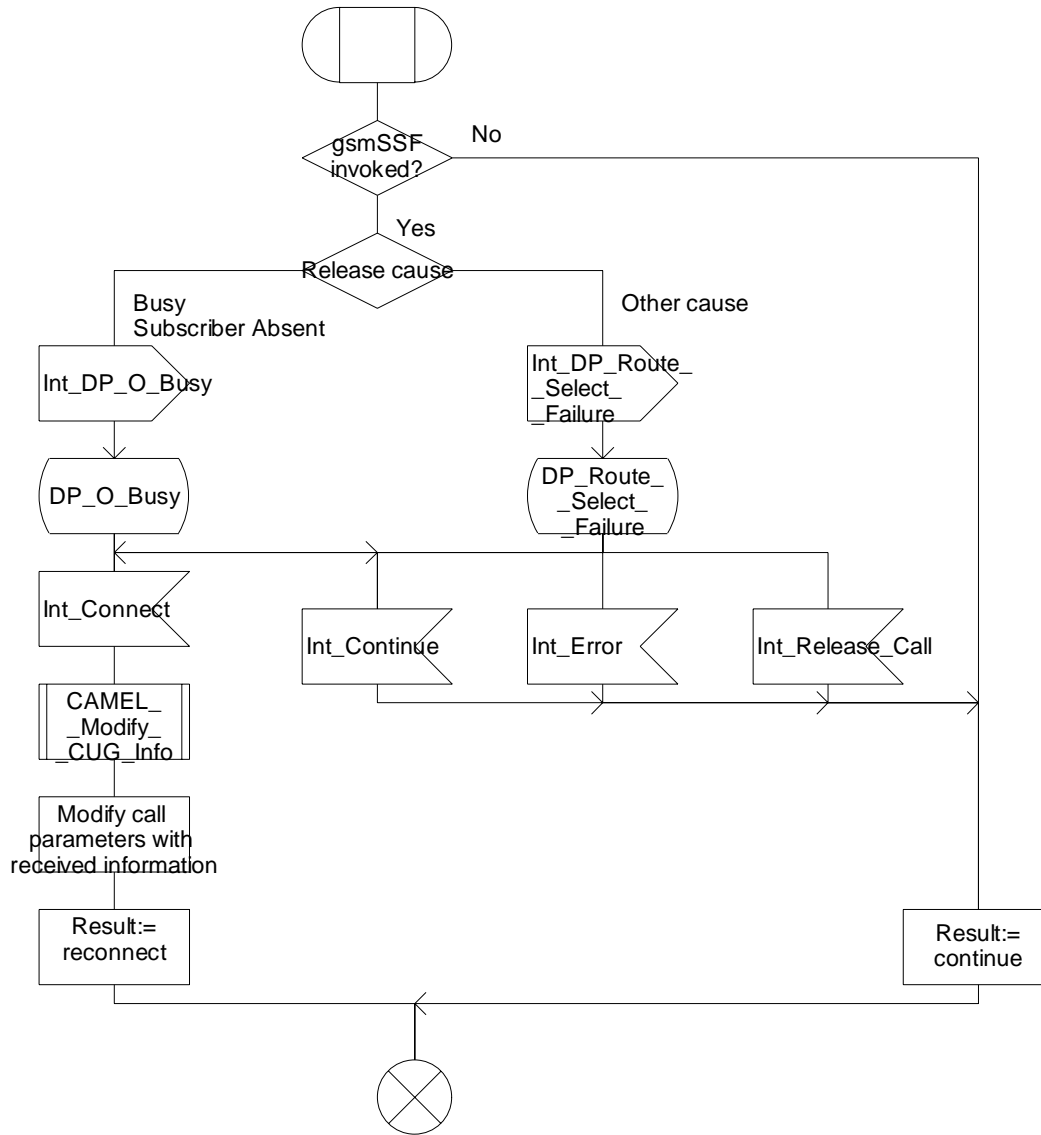 gsmSSF
invoked?
No
Yes
Release cause
Busy
Subscriber Absent
Other cause
Int_DP_O_Busy
Int_DP_Route_
_Select_
_Failure
DP_O_Busy
DP_Route_
_Select_
_Failure
Int_Connect
Int_Continue
Int_Error
Int_Release_Call
CAMEL_
_Modify_
_CUG_Info
Modify call
parameters with
received information
Result:=
reconnect
Result:=
continue